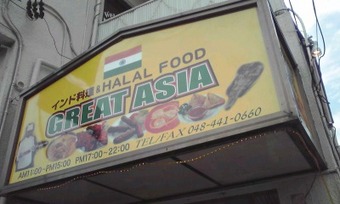 インド料理&HALAL FOOD
GREAT ASIA
AM11:00~PM15:00 PM17:00~22:00 TEL/FAX 048-441-0660